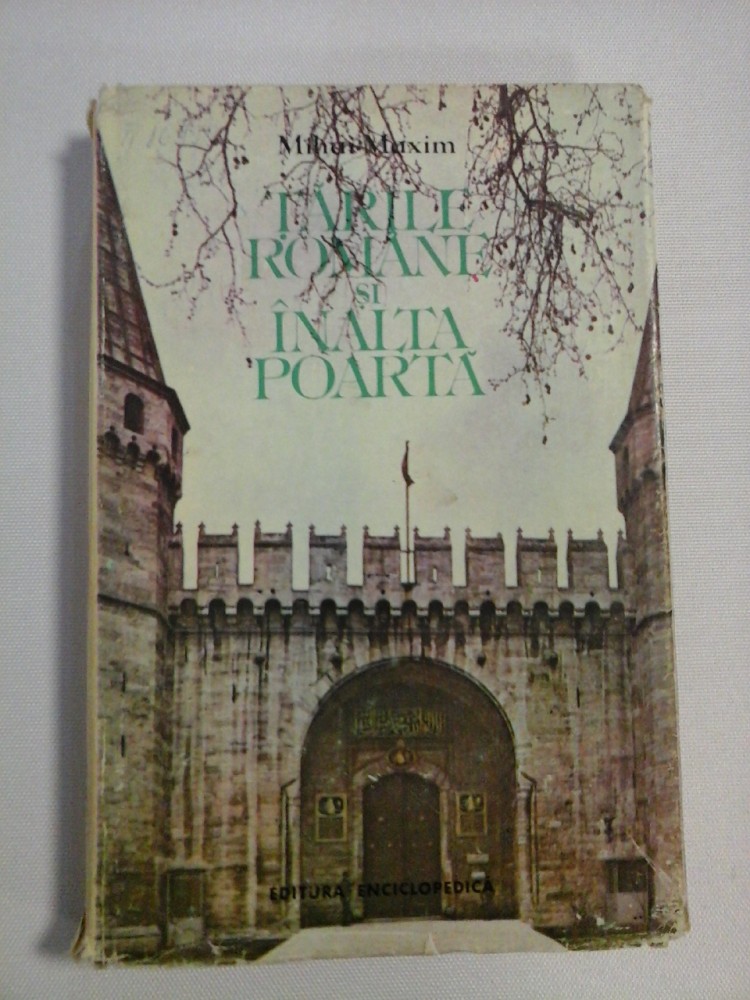 Mihai Maxim
ȚĂRILE
ROMÂNE
ȘI
ÎNALTA
POARTĂ
EDITURA ENCICLOPEDICĂ